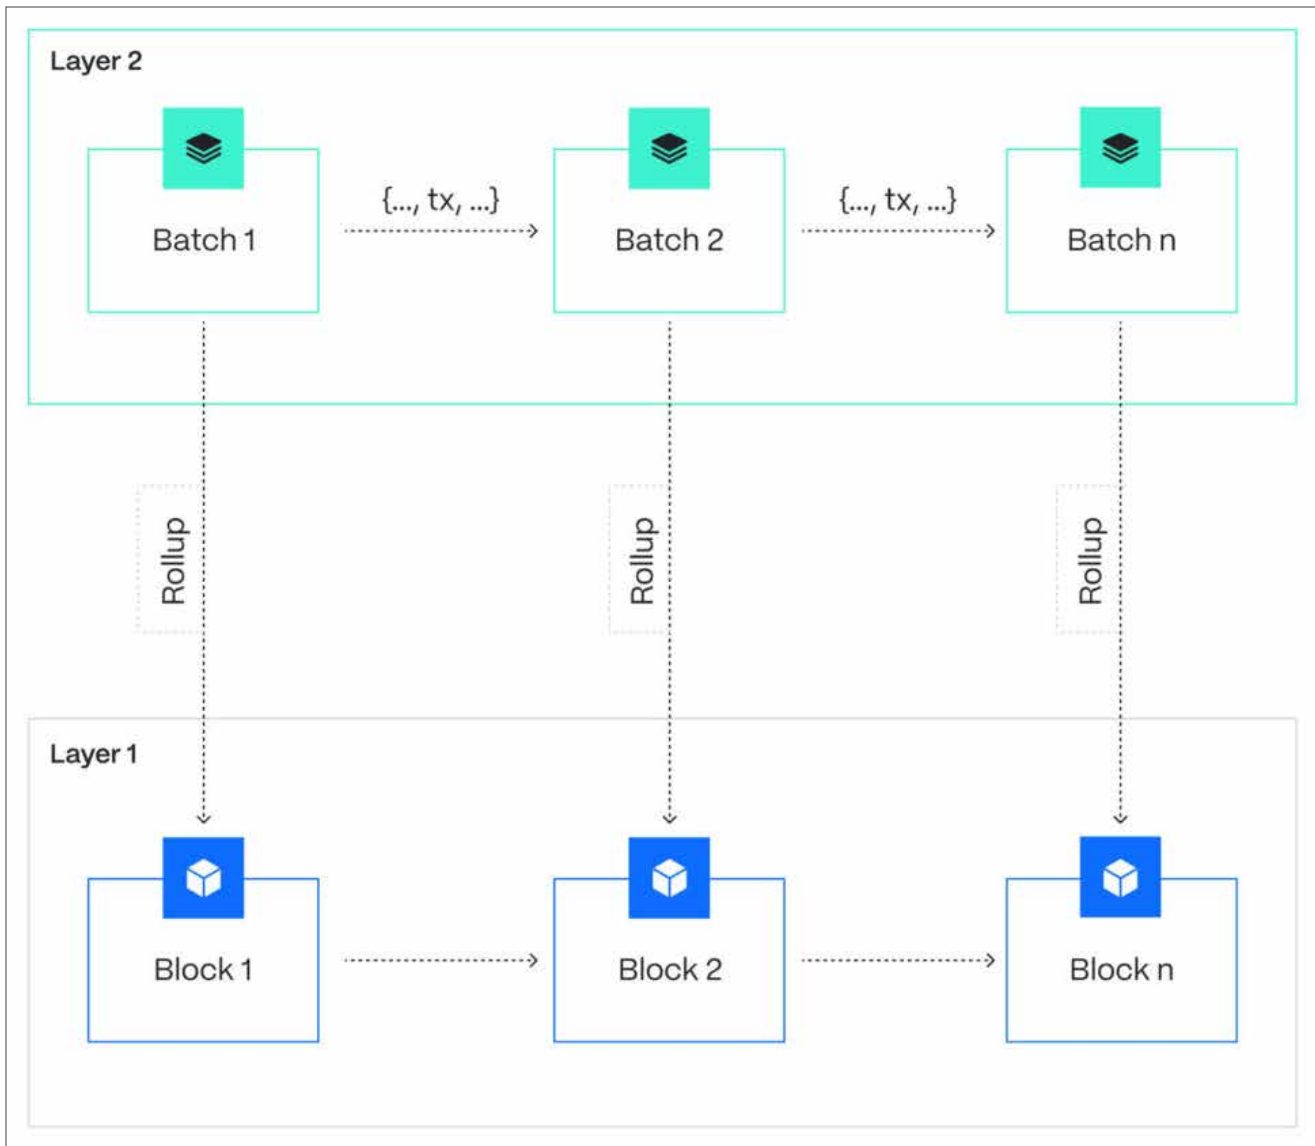 Layer 2
{..., tx, ...}
{..., tx, ...}
Batch 1
Batch 2
Batch n
Rollup
Rollup
Rollup
Layer 1
Block 1
Block 2
Block n